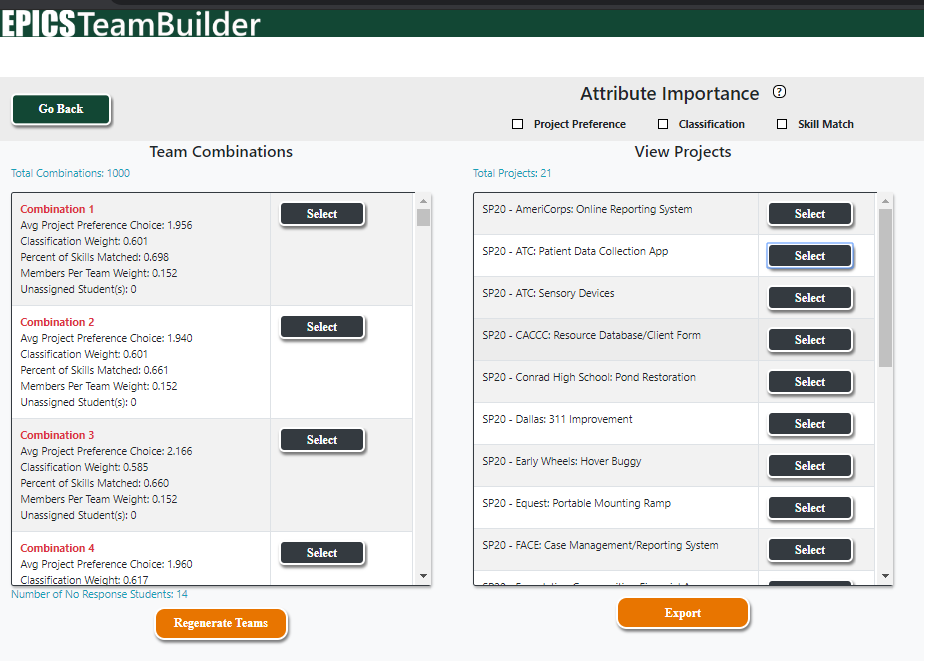 EPICSTeamBuilder
Go Back
Attribute Importance ?
Project Preference Classification Skill Match
Team Combinations
Total Combinations: 1000
Combination 1
Avg Project Preference Choice: 1.956
Classification Weight: 0.601
Percent of Skills Matched: 0.698
Members Per Team Weight: 0.152
Unassigned Student(s): 0
Select
Combination 2
Avg Project Preference Choice: 1.940
Classification Weight: 0.601
Percent of Skills Matched: 0.661
Members Per Team Weight: 0.152
Unassigned Student(s): 0
Select
Combination 3
Avg Project Preference Choice: 2.166
Classification Weight: 0.585
Percent of Skills Matched: 0.660
Members Per Team Weight: 0.152
Unassigned Student(s): 0
Select
Combination 4
Avg Project Preference Choice: 1.960
Classification Weight: 0.617
Select
Number of No Response Students: 14
Regenerate Teams
View Projects
Total Projects: 21
SP20 - AmeriCorps: Online Reporting System Select
SP20 - ATC: Patient Data Collection App Select
SP20 - ATC: Sensory Devices Select
SP20 - CACCC: Resource Database/Client Form Select
SP20 - Conrad High School: Pond Restoration Select
SP20 - Dallas: 311 Improvement Select
SP20 - Early Wheels: Hover Buggy Select
SP20 - Equest: Portable Mounting Ramp Select
SP20 - FACE: Case Management/Reporting System Select
Export